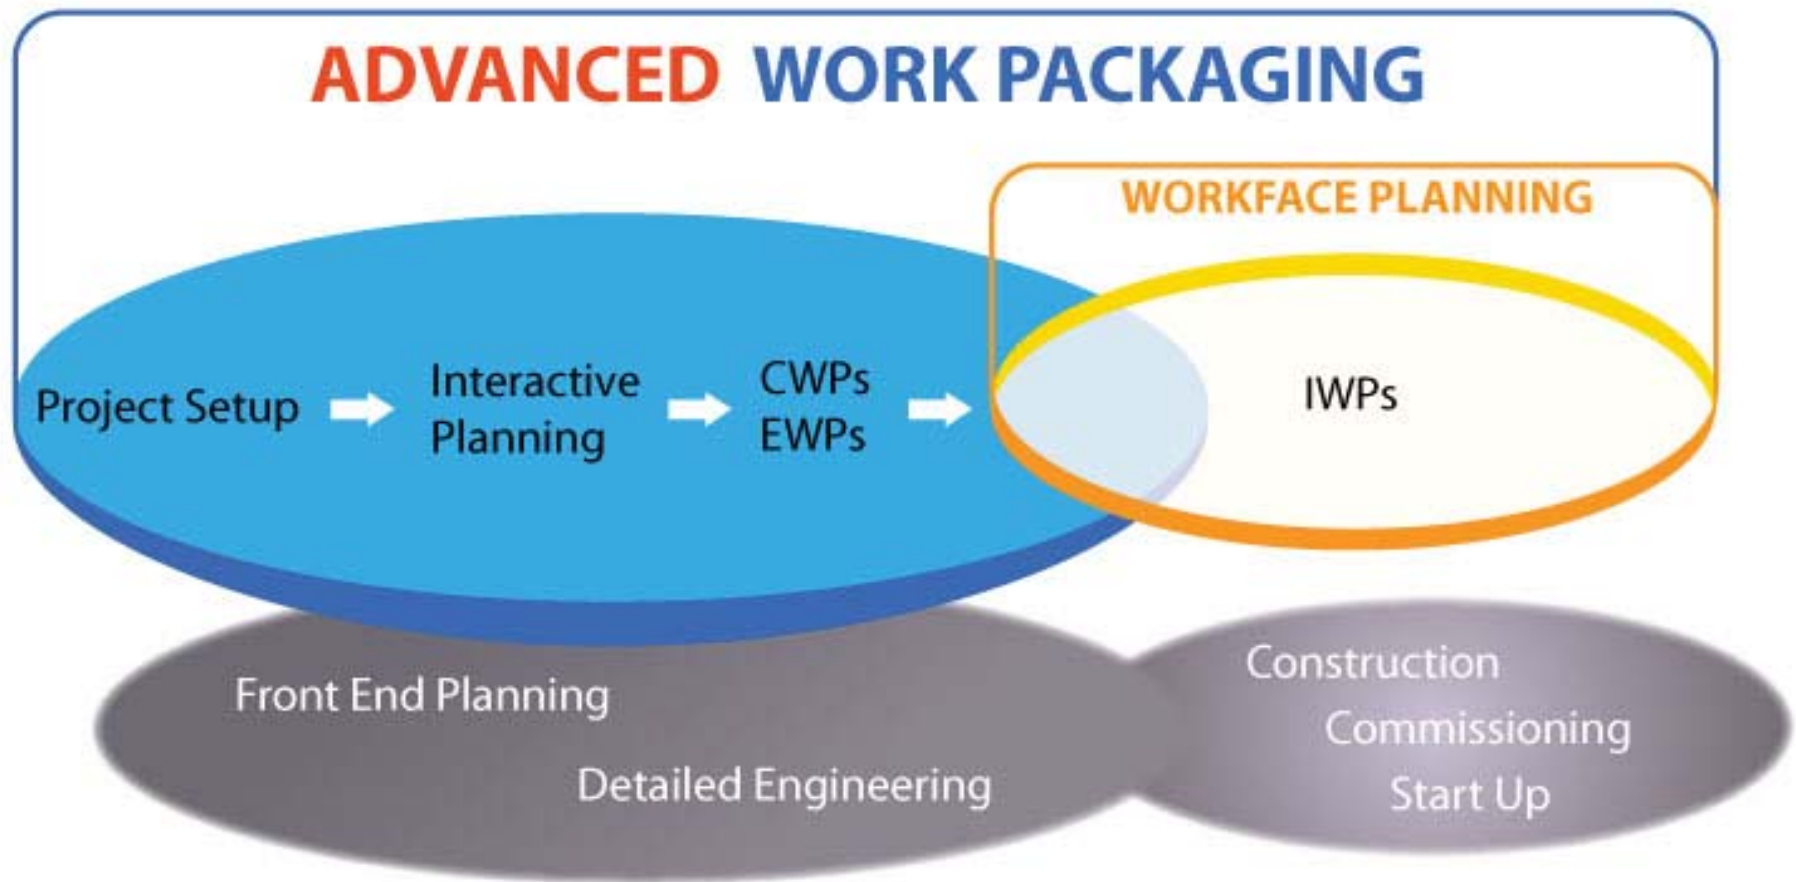 ADVANCED WORK PACKAGING
WORKFACE PLANNING
Project Setup
Interactive
Planning
CWPs
EWPs
IWPs
Front End Planning
Detailed Engineering
Construction
Commissioning
Start Up